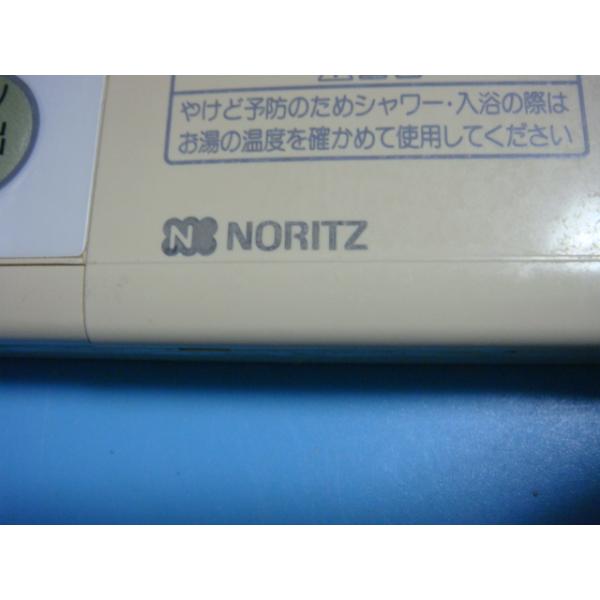 やけど予防のためシャワー・入浴の際は
お湯の温度を確かめて使用してください
N NORITZ